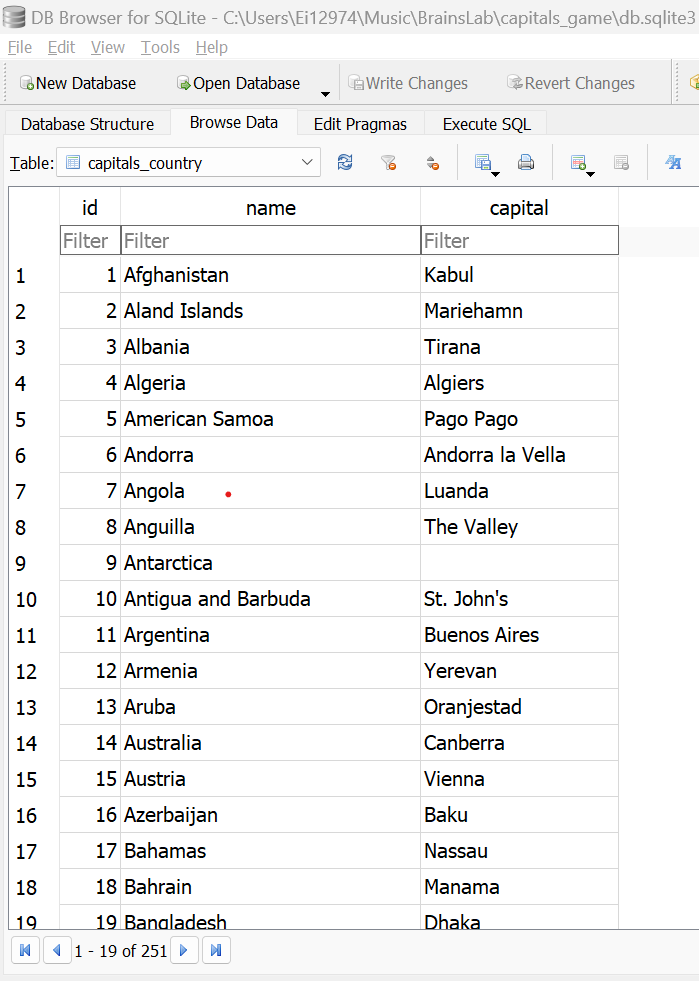 DB Browser for SQLite - C:\Users\Ei12974\Music\BrainsLab\capitals_game\db.sqlite3
File Edit View Tools Help
New Database Open Database Write Changes Revert Changes
Database Structure Browse Data Edit Pragmas Execute SQL
Table: capitals_country
id name capital
Filter Filter Filter
1 1 Afghanistan Kabul
2 2 Aland Islands Mariehamn
3 3 Albania Tirana
4 4 Algeria Algiers
5 5 American Samoa Pago Pago
6 6 Andorra Andorra la Vella
7 7 Angola Luanda
8 8 Anguilla The Valley
9 9 Antarctica
10 10 Antigua and Barbuda St. John's
11 11 Argentina Buenos Aires
12 12 Armenia Yerevan
13 13 Aruba Oranjestad
14 14 Australia Canberra
15 15 Austria Vienna
16 16 Azerbaijan Baku
17 17 Bahamas Nassau
18 18 Bahrain Manama
19 19 Bangladesh Dhaka
1 - 19 of 251